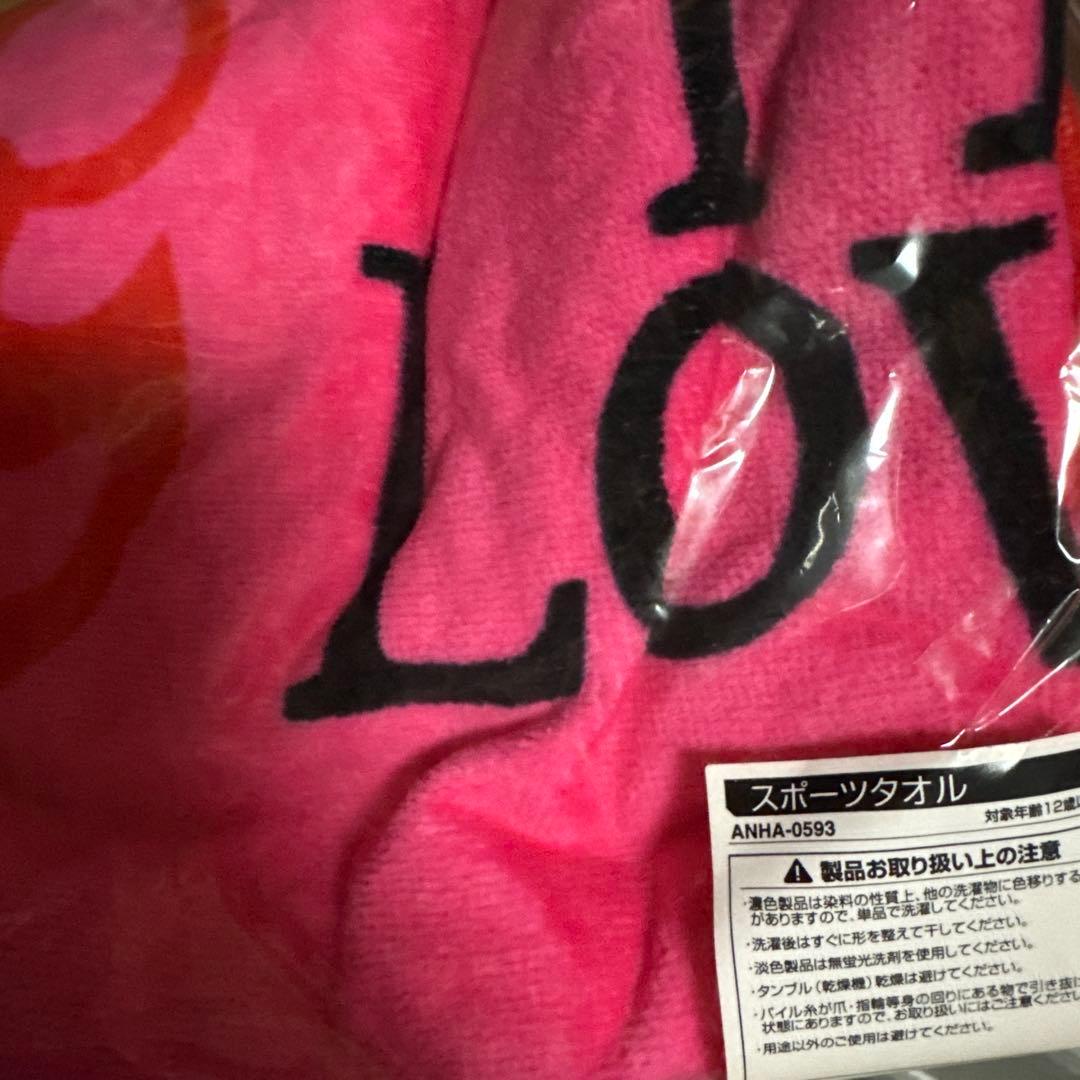 LOV
スポーツタオル
ANHA-0593
対象年齢12歳
製品お取り扱い上の注意
・濃色製品は染料の性質上、他の洗濯物に色移りする
がありますので、単品で洗濯してください。
・洗濯後はすぐに形を整えて干してください。
・淡色製品は無蛍光洗剤を使用してください。
・タンブル（乾燥機）乾燥は避けてください。
・パイル糸が爪・指輪等身の回りにある物で引き抜け
状態にありますので、お取り扱いにはご注意ください
・用途以外のご使用は避けてください。